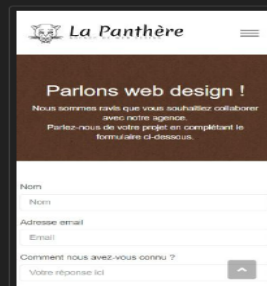 La Panthère
Parlons web design !
Nous sommes ravis que vous souhaitiez collaborer
avec notre agence.
Parlez-nous de votre projet en complétant le
formulaire ci-dessous.
Nom
Nom
Adresse email
Email
Comment nous avez-vous connu ?
Votre réponse ici